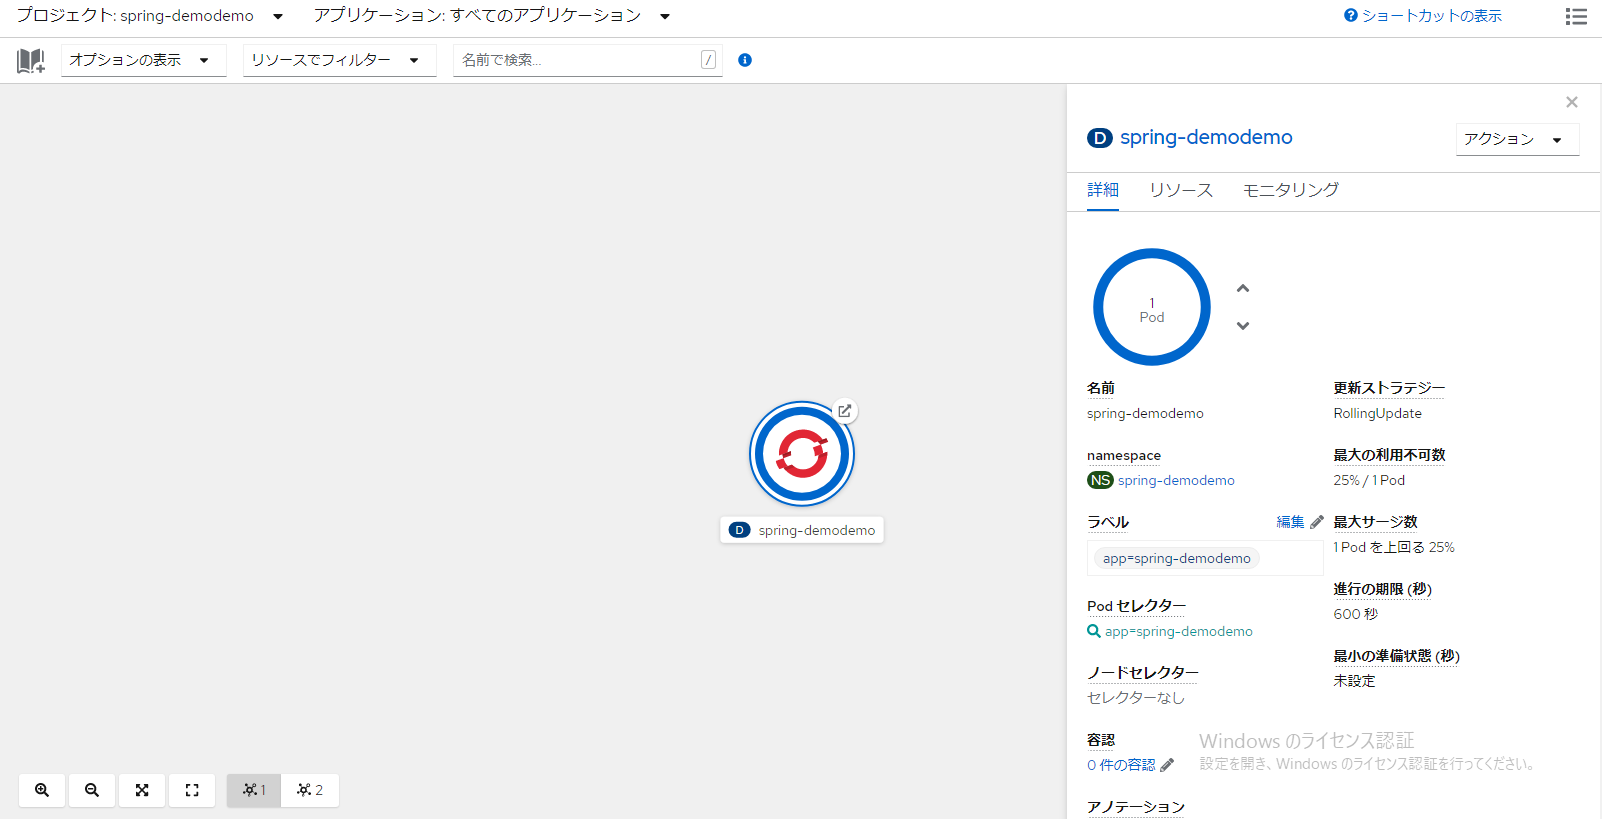 プロジェクト: spring-demodemo
アプリケーション: すべてのアプリケーション
ショートカットの表示
オプションの表示
リソースでフィルター
名前で検索...
/
D spring-demodemo
アクション
詳細
リソース
モニタリング
1
Pod
名前
spring-demodemo
namespace
NS spring-demodemo
ラベル
編集
app=spring-demodemo
Pod セレクター
app=spring-demodemo
ノードセレクター
セレクターなし
容認
0 件の容認
アノテーション
更新ストラテジー
RollingUpdate
最大の利用不可数
25% / 1 Pod
最大サージ数
1 Pod を上回る 25%
進行の期限 (秒)
600 秒
最小の準備状態 (秒)
未設定
D spring-demodemo
1
2
Windows のライセンス認証
設定を開き、Windows のライセンス認証を行ってください。